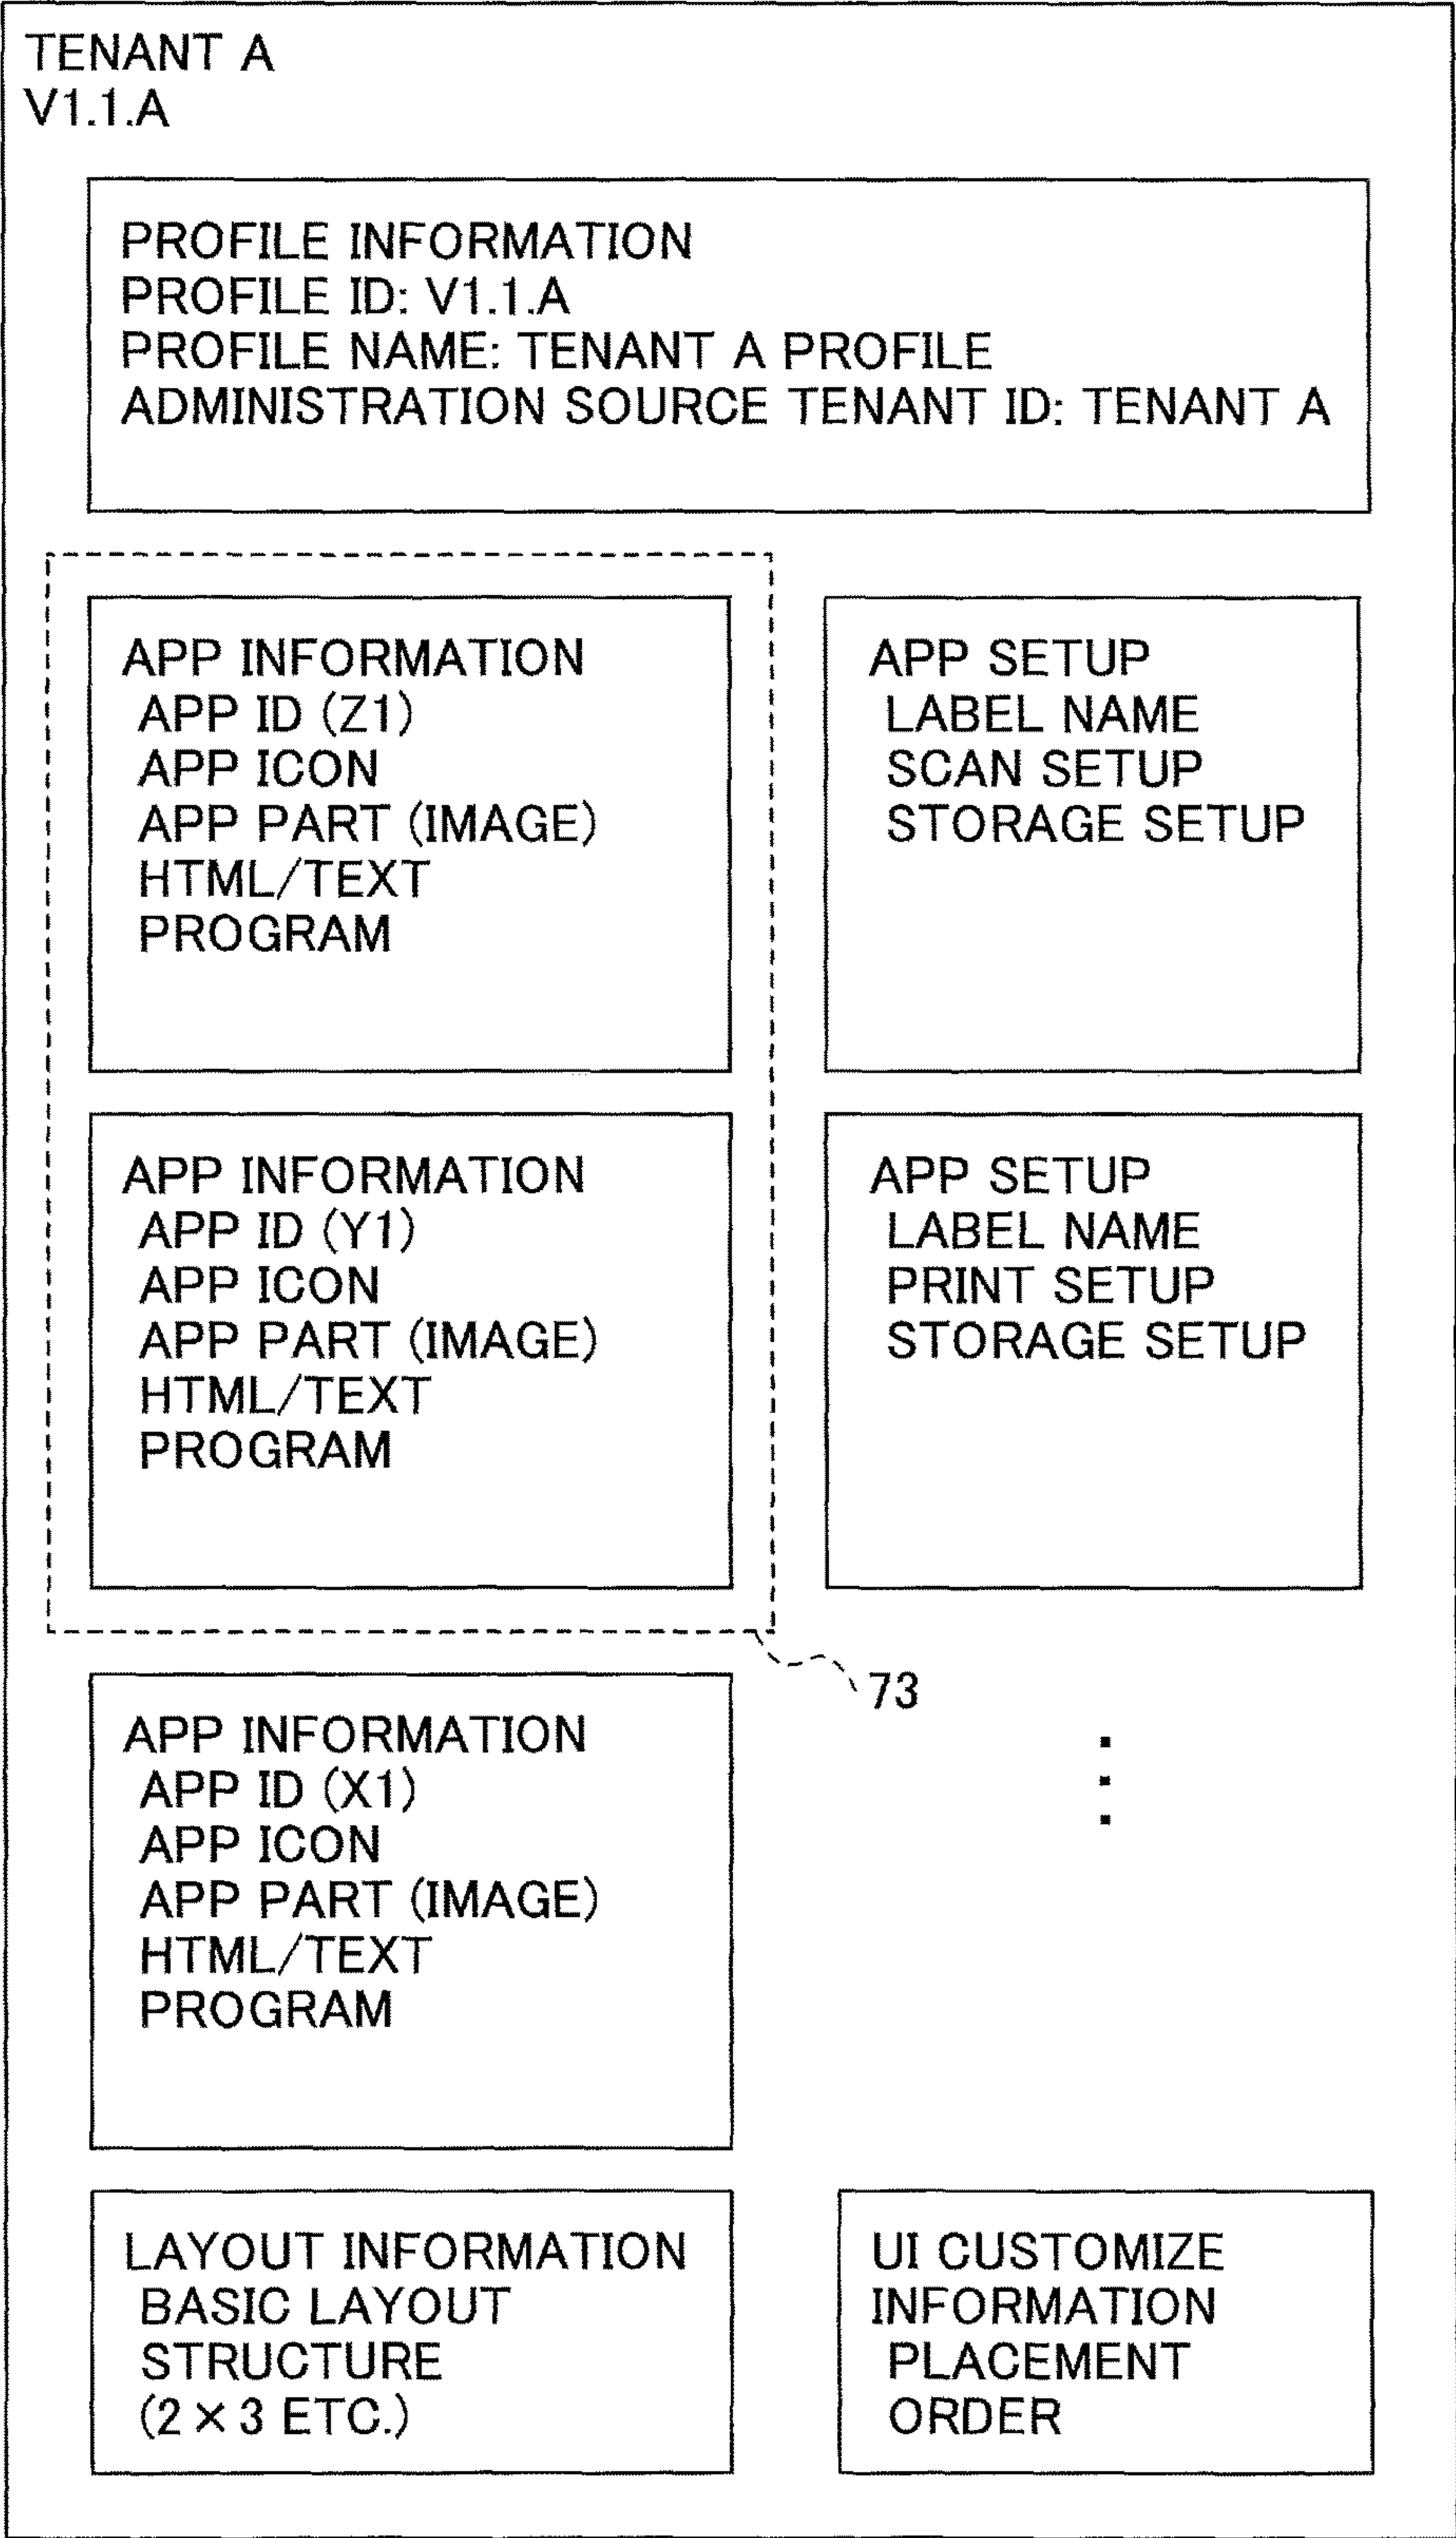 TENANT A
V1.1.A
PROFILE INFORMATION
PROFILE ID: V1.1.A
PROFILE NAME: TENANT A PROFILE
ADMINISTRATION SOURCE TENANT ID: TENANT A
APP INFORMATION
APP ID (Z1)
APP ICON
APP PART (IMAGE)
HTML/TEXT
PROGRAM
APP SETUP
LABEL NAME
SCAN SETUP
STORAGE SETUP
APP INFORMATION
APP ID (Y1)
APP ICON
APP PART (IMAGE)
HTML/TEXT
PROGRAM
APP SETUP
LABEL NAME
PRINT SETUP
STORAGE SETUP
73
APP INFORMATION
APP ID (X1)
APP ICON
APP PART (IMAGE)
HTML/TEXT
PROGRAM
LAYOUT INFORMATION
BASIC LAYOUT
STRUCTURE
(2 × 3 ETC.)
UI CUSTOMIZE
INFORMATION
PLACEMENT
ORDER